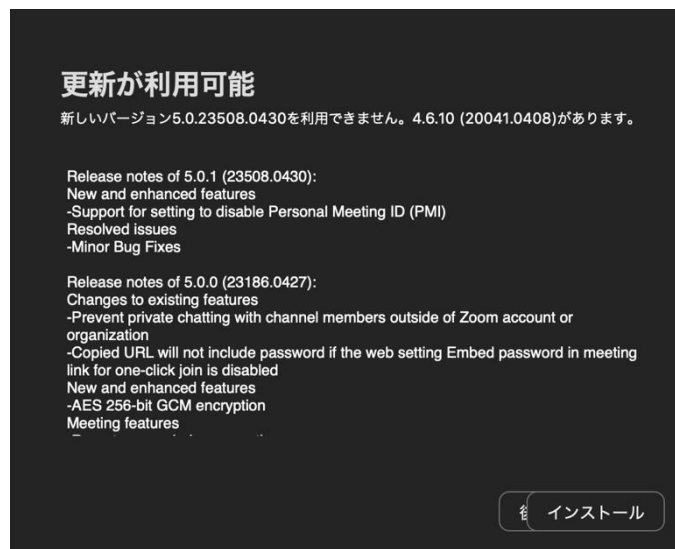 更新が利用可能
新しいバージョン5.0.23508.0430を利用できません。4.6.10 (20041.0408)があります。
Release notes of 5.0.1 (23508.0430):
New and enhanced features
-Support for setting to disable Personal Meeting ID (PMI)
Resolved issues
-Minor Bug Fixes
Release notes of 5.0.0 (23186.0427):
Changes to existing features
-Prevent private chatting with channel members outside of Zoom account or
organization
-Copied URL will not include password if the web setting Embed password in meeting
link for one-click join is disabled
New and enhanced features
-AES 256-bit GCM encryption
Meeting features
インストール